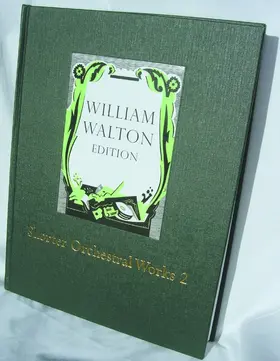 WILLIAM
WALTON
EDITION
Shorter Orchestral Works 2